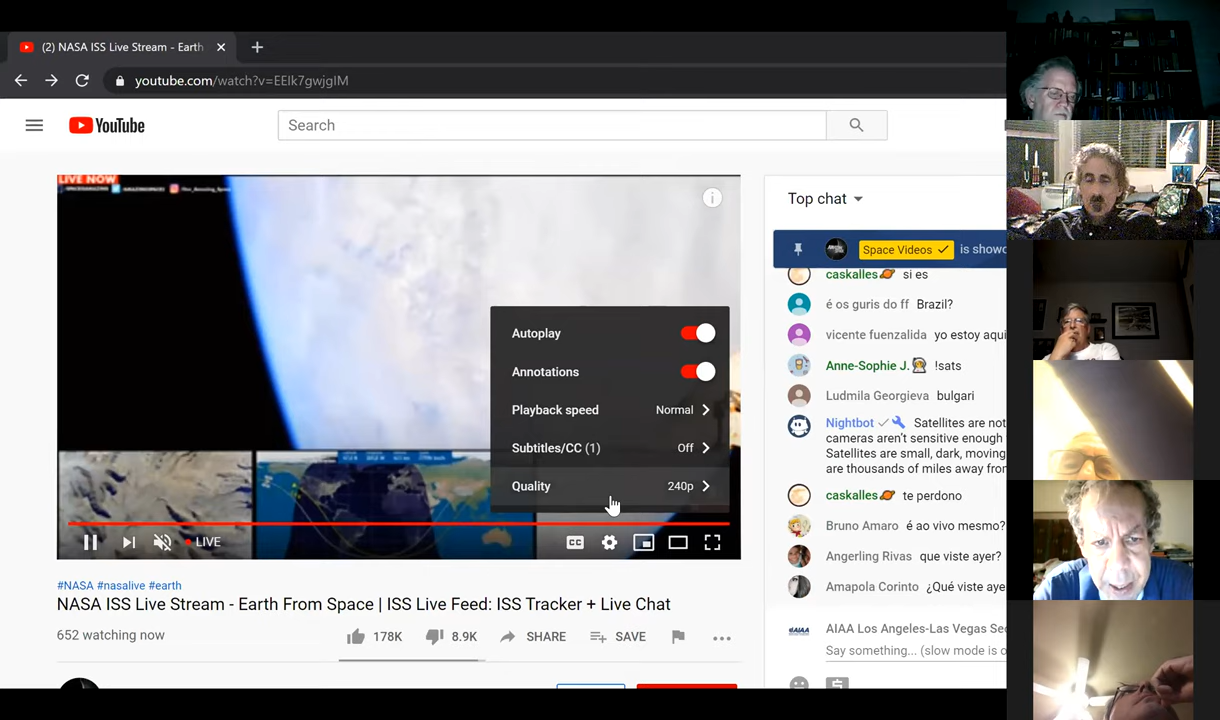 (2) NASA ISS Live Stream - Earth
youtube.com/watch?v=EEIk7gwjgIM
YouTube
Search
LIVE NOW
Autoplay
Annotations
Playback speed Normal
Subtitles/CC (1) Off
Quality 240p
CC
LIVE
#NASA #nasalive #earth
NASA ISS Live Stream - Earth From Space | ISS Live Feed: ISS Tracker + Live Chat
652 watching now
178K 8.9K SHARE SAVE
Top chat
Space Videos is showc
caskalles si es
é os guris do ff Brazil?
vicente fuenzalida yo estoy aqui
Anne-Sophie J. !sats
Ludmila Georgieva bulgari
Nightbot Satellites are not
cameras aren't sensitive enough
Satellites are small, dark, moving
are thousands of miles away from
caskalles te perdono
Bruno Amaro é ao vivo mesmo?
Angerling Rivas que viste ayer?
Amapola Corinto ¿Qué viste aye
AIAA AIAA Los Angeles-Las Vegas Sec
Say something... (slow mode is o